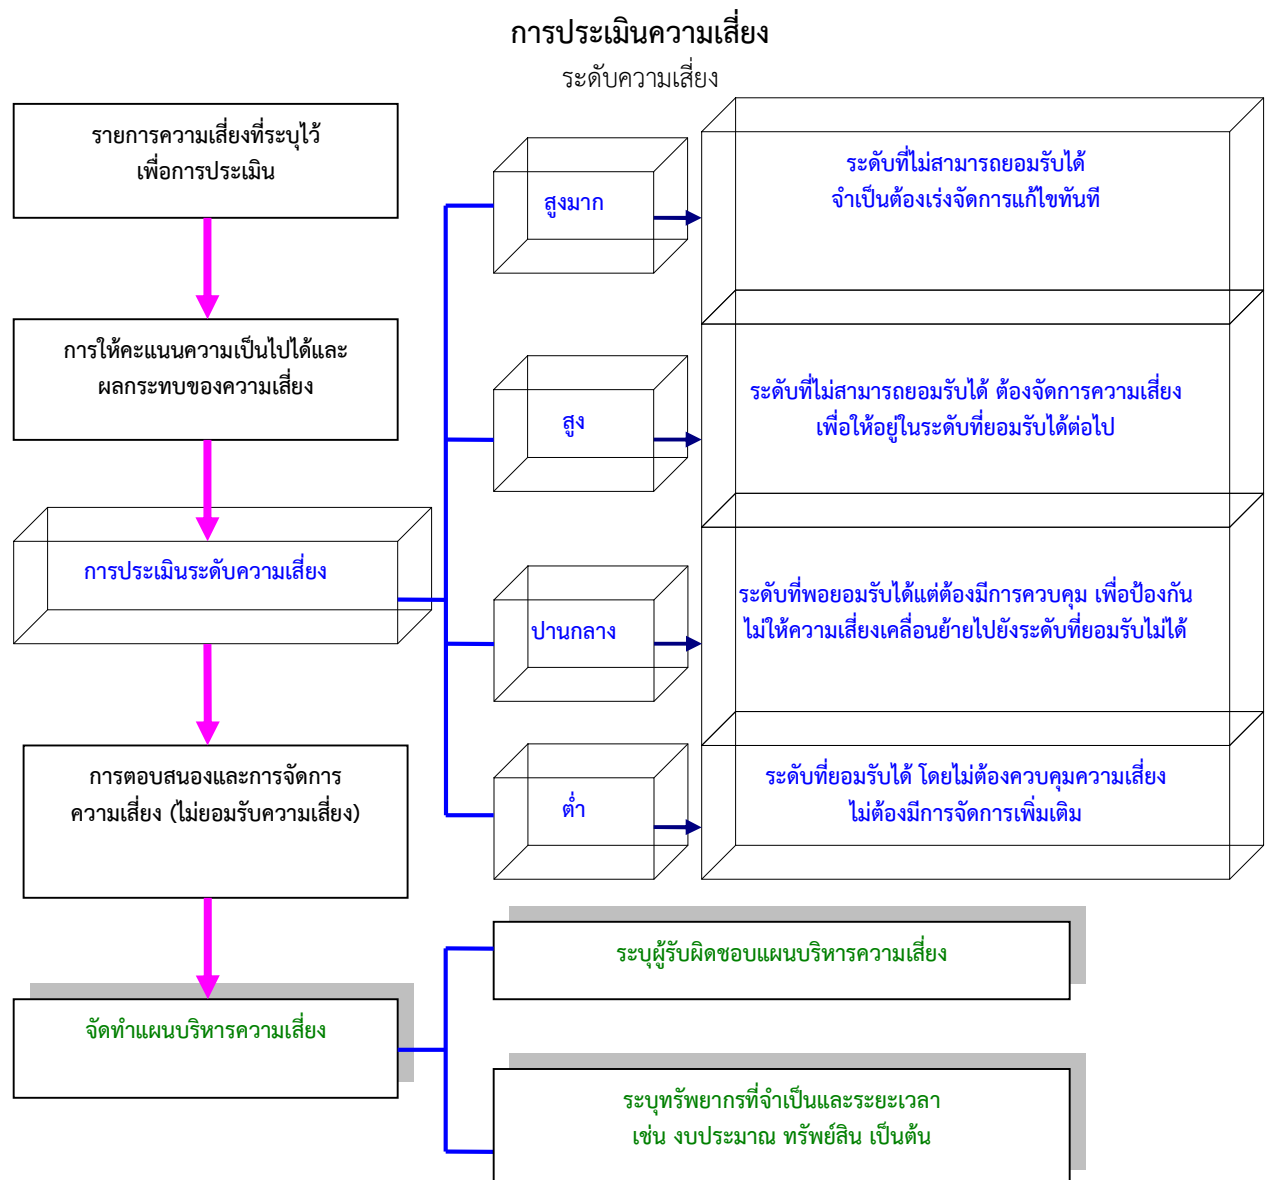 การประเมินความเสี่ยง
ระดับความเสี่ยง
รายการความเสี่ยงที่ระบุไว้
เพื่อการประเมิน
การให้คะแนนความเป็นไปได้และ
ผลกระทบของความเสี่ยง
การประเมินระดับความเสี่ยง
การตอบสนองและการจัดการ
ความเสี่ยง (ไม่ยอมรับความเสี่ยง)
จัดทำแผนบริหารความเสี่ยง
สูงมาก
ระดับที่ไม่สามารถยอมรับได้
จำเป็นต้องเร่งจัดการแก้ไขทันที
สูง
ระดับที่ไม่สามารถยอมรับได้ ต้องจัดการความเสี่ยง
เพื่อให้อยู่ในระดับที่ยอมรับได้ต่อไป
ปานกลาง
ระดับที่พอยอมรับได้แต่ต้องมีการควบคุม เพื่อป้องกัน
ไม่ให้ความเสี่ยงเคลื่อนย้ายไปยังระดับที่ยอมรับไม่ได้
ต่ำ
ระดับที่ยอมรับได้ โดยไม่ต้องควบคุมความเสี่ยง
ไม่ต้องมีการจัดการเพิ่มเติม
ระบุผู้รับผิดชอบแผนบริหารความเสี่ยง
ระบุทรัพยากรที่จำเป็นและระยะเวลา
เช่น งบประมาณ ทรัพย์สิน เป็นต้น